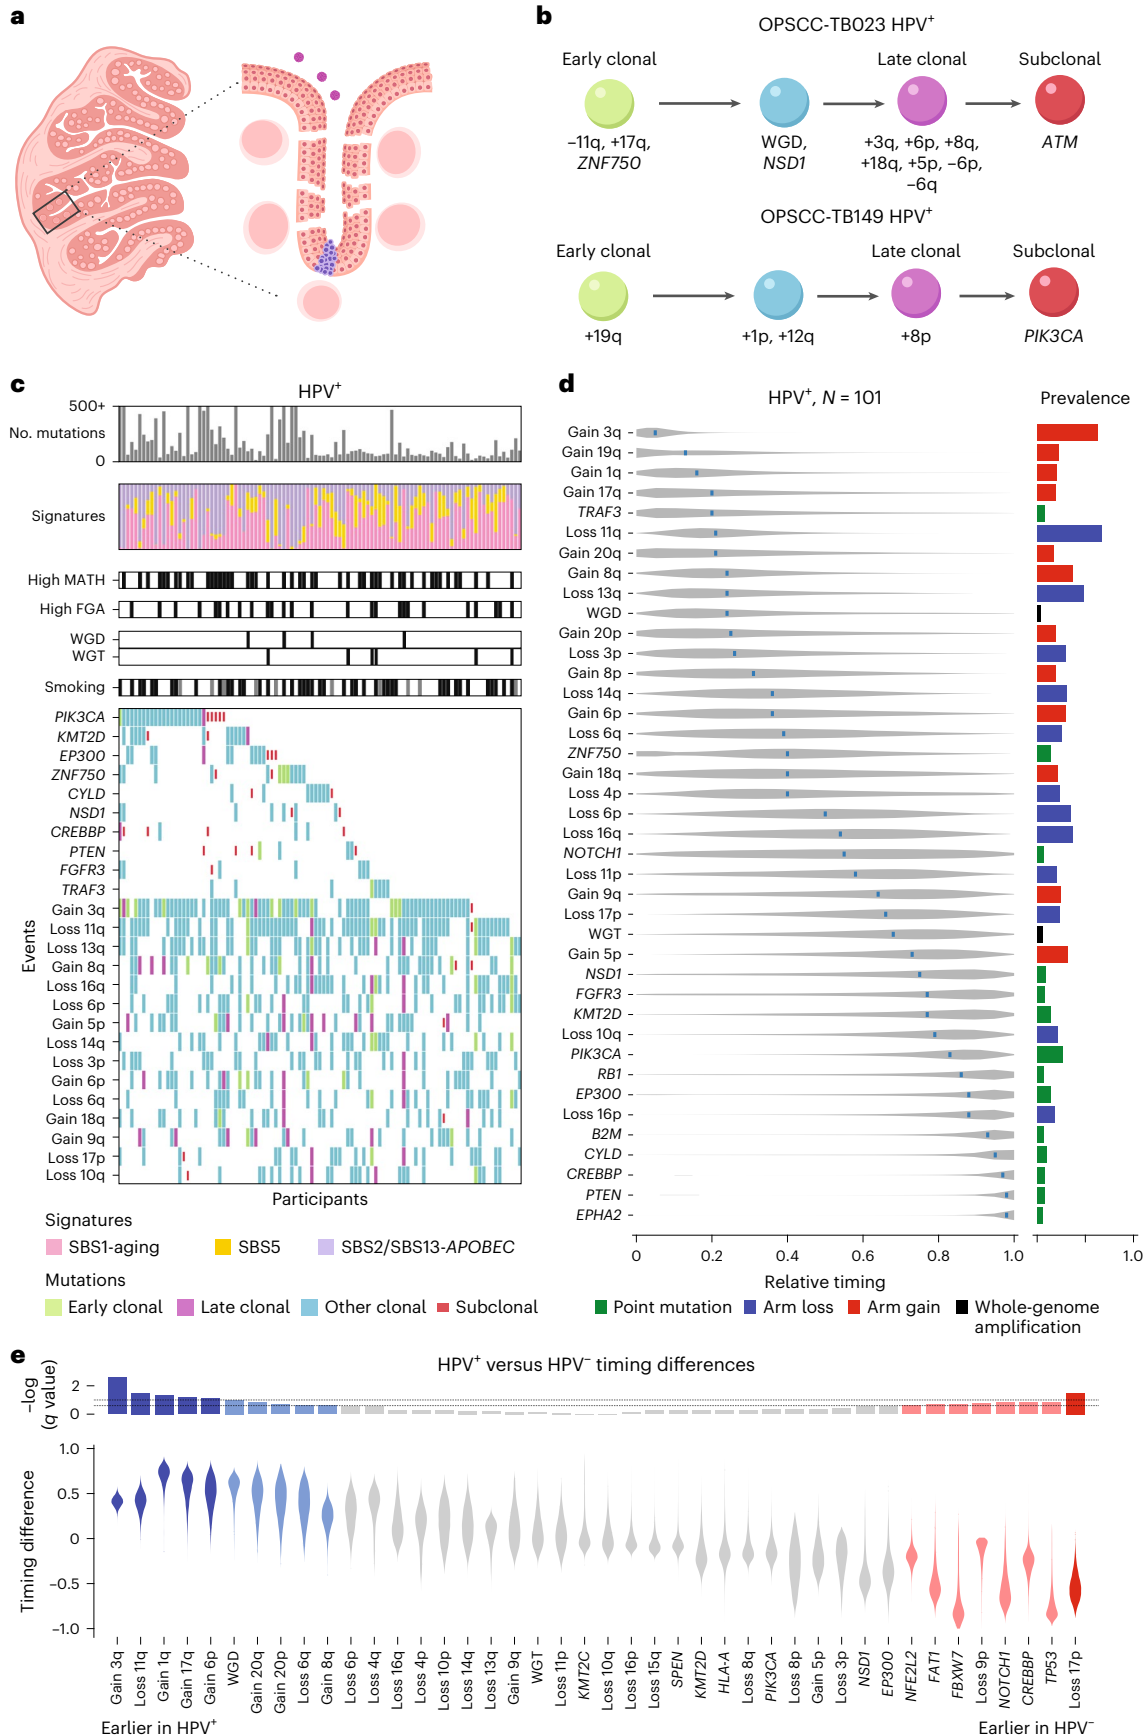 a
b
OPSCC-TB023 HPV+
Early clonal
Late clonal
Subclonal
–11q, +17q,
ZNF750
WGD,
NSD1
+3q, +6p, +8q,
+18q, +5p, –6p,
–6q
ATM
OPSCC-TB149 HPV+
Early clonal
Late clonal
Subclonal
+19q
+1p, +12q
+8p
PIK3CA
c
HPV+
500+
No. mutations
0
Signatures
High MATH
High FGA
WGD
WGT
Smoking
Events
PIK3CA
KMT2D
EP300
ZNF750
CYLD
NSD1
CREBBP
PTEN
FGFR3
TRAF3
Gain 3q
Loss 11q
Loss 13q
Gain 8q
Loss 16q
Loss 6p
Gain 5p
Loss 14q
Loss 3p
Gain 6p
Loss 6q
Gain 18q
Gain 9q
Loss 17p
Loss 10q
Participants
Signatures
SBS1-aging
SBS5
SBS2/SBS13-APOBEC
Mutations
Early clonal
Late clonal
Other clonal
Subclonal
d
HPV+, N = 101
Prevalence
Gain 3q
Gain 19q
Gain 1q
Gain 17q
TRAF3
Loss 11q
Gain 20q
Gain 8q
Loss 13q
WGD
Gain 20p
Loss 3p
Gain 8p
Loss 14q
Gain 6p
Loss 6q
ZNF750
Gain 18q
Loss 4p
Loss 6p
Loss 16q
NOTCH1
Loss 11p
Gain 9q
Loss 17p
WGT
Gain 5p
NSD1
FGFR3
KMT2D
Loss 10q
PIK3CA
RB1
EP300
Loss 16p
B2M
CYLD
CREBBP
PTEN
EPHA2
0 0.2 0.4 0.6 0.8 1.0
1.0
Relative timing
Point mutation
Arm loss
Arm gain
Whole-genome
amplification
e
HPV+ versus HPV– timing differences
–log
(q value)
2
0
Timing difference
1.0
0.5
0
–0.5
–1.0
Gain 3q
Loss 11q
Gain 1q
Gain 17q
Gain 6p
WGD
Gain 20q
Gain 20p
Loss 6q
Gain 8q
Loss 6p
Loss 4q
Loss 16q
Loss 4p
Loss 10p
Loss 14q
Loss 13q
Gain 9q
WGT
Loss 11p
KMT2C
Loss 10q
Loss 16p
Loss 15q
SPEN
KMT2D
HLA-A
Loss 8q
PIK3CA
Loss 8p
Gain 5p
Loss 3p
NSD1
EP300
NFE2L2
FAT1
FBXW7
Loss 9p
NOTCH1
CREBBP
TP53
Loss 17p
Earlier in HPV+
Earlier in HPV–